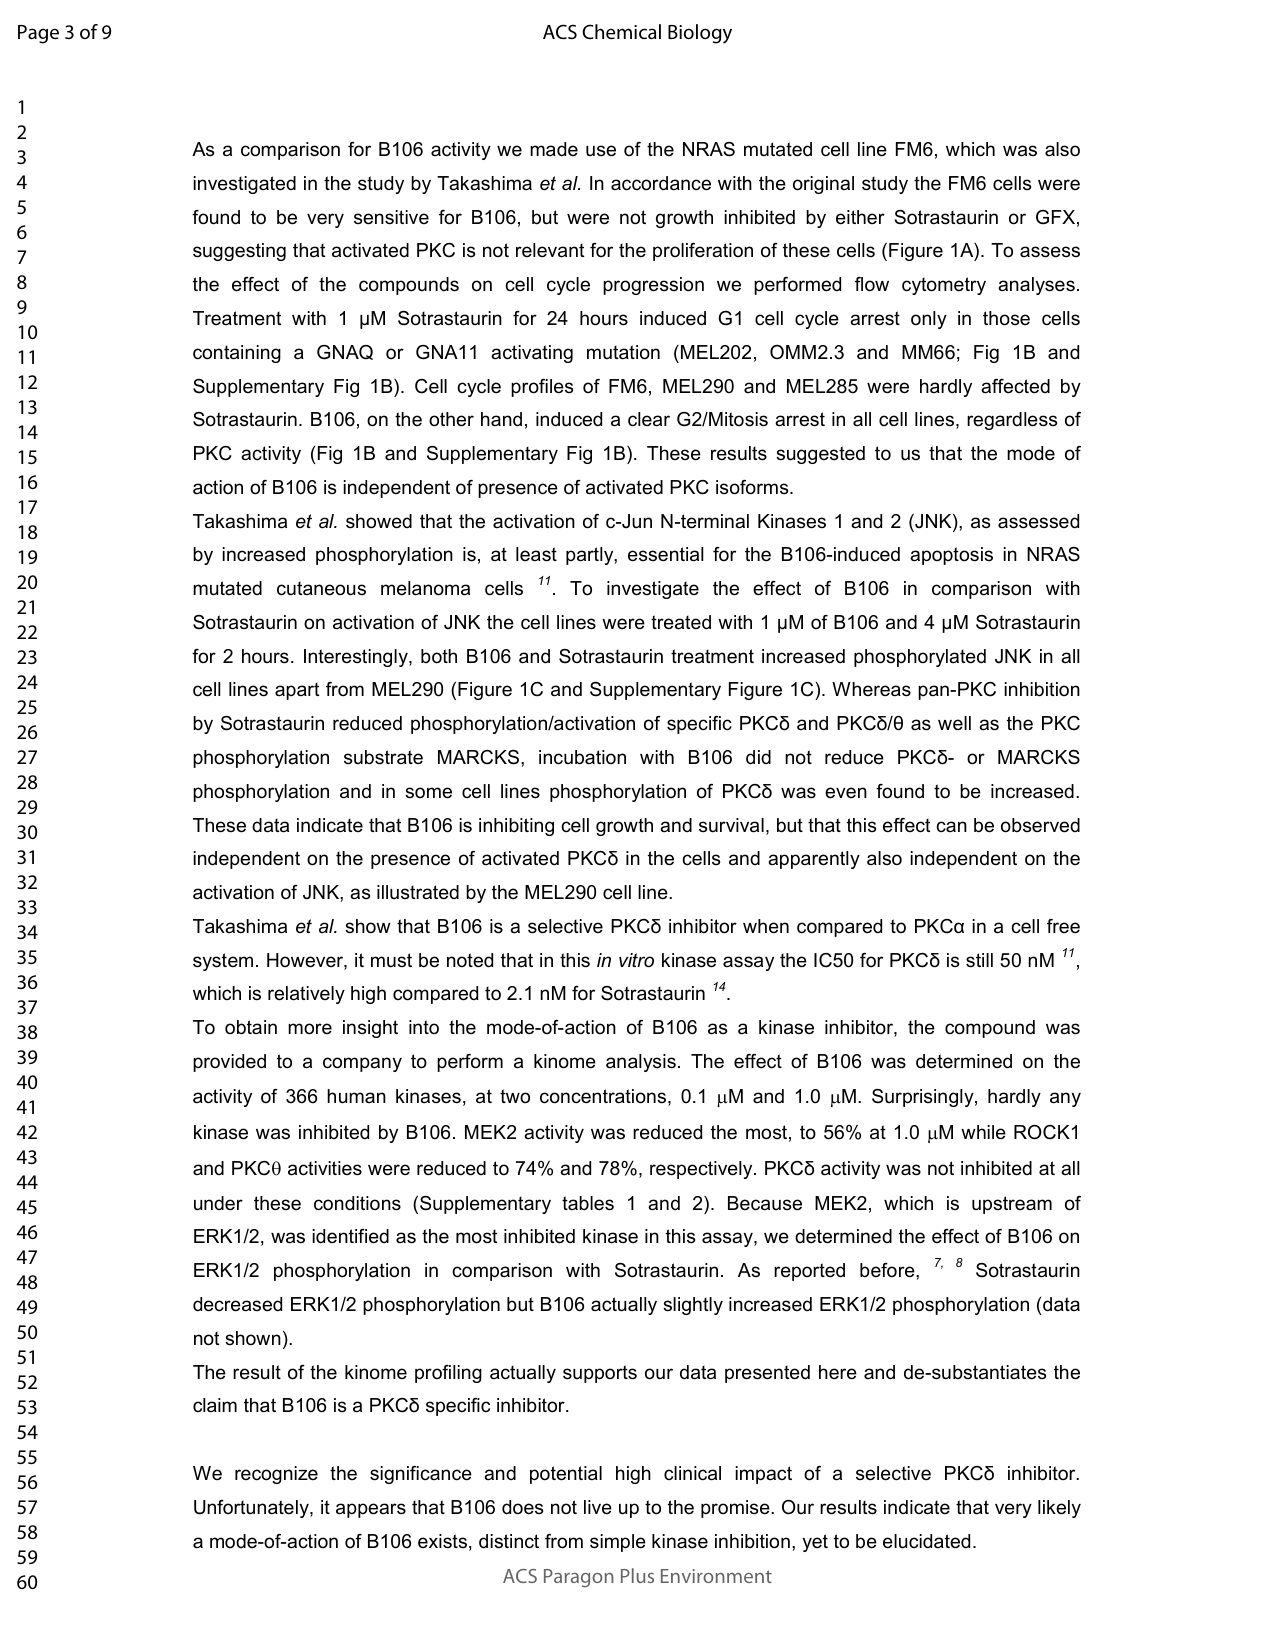 Page 3 of 9
ACS Chemical Biology
1
2
3
4
5
6
7
8
9
10
11
12
13
14
15
16
17
18
19
20
21
22
23
24
25
26
27
28
29
30
31
32
33
34
35
36
37
38
39
40
41
42
43
44
45
46
47
48
49
50
51
52
53
54
55
56
57
58
59
60
As a comparison for B106 activity we made use of the NRAS mutated cell line FM6, which was also
investigated in the study by Takashima et al. In accordance with the original study the FM6 cells were
found to be very sensitive for B106, but were not growth inhibited by either Sotrastaurin or GFX,
suggesting that activated PKC is not relevant for the proliferation of these cells (Figure 1A). To assess
the effect of the compounds on cell cycle progression we performed flow cytometry analyses.
Treatment with 1 µM Sotrastaurin for 24 hours induced G1 cell cycle arrest only in those cells
containing a GNAQ or GNA11 activating mutation (MEL202, OMM2.3 and MM66; Fig 1B and
Supplementary Fig 1B). Cell cycle profiles of FM6, MEL290 and MEL285 were hardly affected by
Sotrastaurin. B106, on the other hand, induced a clear G2/Mitosis arrest in all cell lines, regardless of
PKC activity (Fig 1B and Supplementary Fig 1B). These results suggested to us that the mode of
action of B106 is independent of presence of activated PKC isoforms.
Takashima et al. showed that the activation of c-Jun N-terminal Kinases 1 and 2 (JNK), as assessed
by increased phosphorylation is, at least partly, essential for the B106-induced apoptosis in NRAS
mutated cutaneous melanoma cells 11. To investigate the effect of B106 in comparison with
Sotrastaurin on activation of JNK the cell lines were treated with 1 µM of B106 and 4 µM Sotrastaurin
for 2 hours. Interestingly, both B106 and Sotrastaurin treatment increased phosphorylated JNK in all
cell lines apart from MEL290 (Figure 1C and Supplementary Figure 1C). Whereas pan-PKC inhibition
by Sotrastaurin reduced phosphorylation/activation of specific PKCδ and PKCδ/θ as well as the PKC
phosphorylation substrate MARCKS, incubation with B106 did not reduce PKCδ- or MARCKS
phosphorylation and in some cell lines phosphorylation of PKCδ was even found to be increased.
These data indicate that B106 is inhibiting cell growth and survival, but that this effect can be observed
independent on the presence of activated PKCδ in the cells and apparently also independent on the
activation of JNK, as illustrated by the MEL290 cell line.
Takashima et al. show that B106 is a selective PKCδ inhibitor when compared to PKCα in a cell free
system. However, it must be noted that in this in vitro kinase assay the IC50 for PKCδ is still 50 nM 11,
which is relatively high compared to 2.1 nM for Sotrastaurin 14.
To obtain more insight into the mode-of-action of B106 as a kinase inhibitor, the compound was
provided to a company to perform a kinome analysis. The effect of B106 was determined on the
activity of 366 human kinases, at two concentrations, 0.1 µM and 1.0 µM. Surprisingly, hardly any
kinase was inhibited by B106. MEK2 activity was reduced the most, to 56% at 1.0 µM while ROCK1
and PKCθ activities were reduced to 74% and 78%, respectively. PKCδ activity was not inhibited at all
under these conditions (Supplementary tables 1 and 2). Because MEK2, which is upstream of
ERK1/2, was identified as the most inhibited kinase in this assay, we determined the effect of B106 on
ERK1/2 phosphorylation in comparison with Sotrastaurin. As reported before, 7, 8 Sotrastaurin
decreased ERK1/2 phosphorylation but B106 actually slightly increased ERK1/2 phosphorylation (data
not shown).
The result of the kinome profiling actually supports our data presented here and de-substantiates the
claim that B106 is a PKCδ specific inhibitor.
We recognize the significance and potential high clinical impact of a selective PKCδ inhibitor.
Unfortunately, it appears that B106 does not live up to the promise. Our results indicate that very likely
a mode-of-action of B106 exists, distinct from simple kinase inhibition, yet to be elucidated.
ACS Paragon Plus Environment